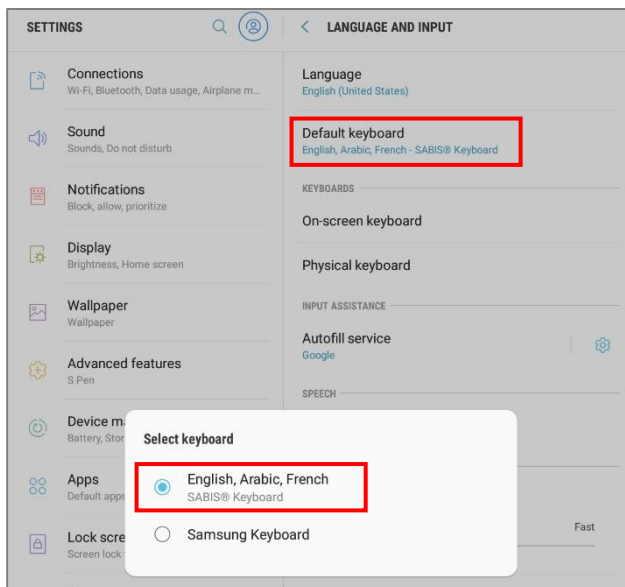 SETTINGS
Connections
Wi-Fi, Bluetooth, Data usage, Airplane m...
Sound
Sounds, Do not disturb
Notifications
Block, allow, prioritize
Display
Brightness, Home screen
Wallpaper
Wallpaper
Advanced features
S Pen
Device m
Battery, Stor
Apps
Default apps
Lock scre
Screen lock
LANGUAGE AND INPUT
Language
English (United States)
Default keyboard
English, Arabic, French - SABIS® Keyboard
KEYBOARDS
On-screen keyboard
Physical keyboard
INPUT ASSISTANCE
Autofill service
Google
SPEECH
Fast
Select keyboard
English, Arabic, French
SABIS® Keyboard
Samsung Keyboard